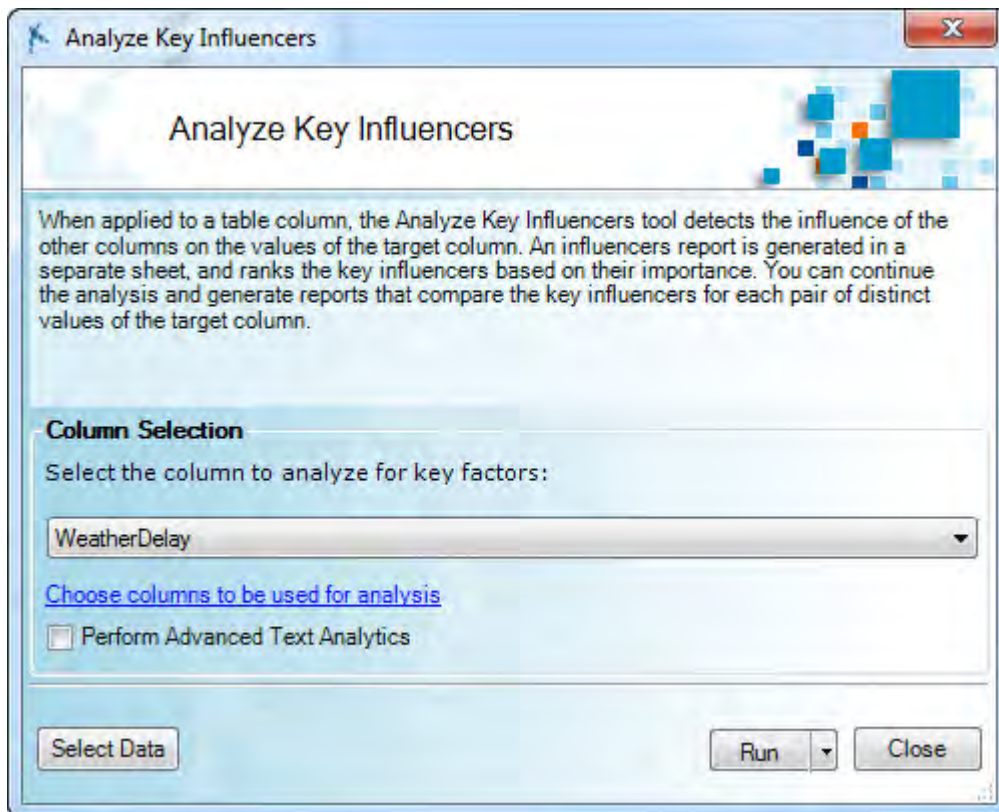 Analyze Key Influencers
Analyze Key Influencers
When applied to a table column, the Analyze Key Influencers tool detects the influence of the
other columns on the values of the target column. An influencers report is generated in a
separate sheet, and ranks the key influencers based on their importance. You can continue
the analysis and generate reports that compare the key influencers for each pair of distinct
values of the target column.
Column Selection
Select the column to analyze for key factors:
WeatherDelay
Choose columns to be used for analysis
Perform Advanced Text Analytics
Select Data
Run
Close